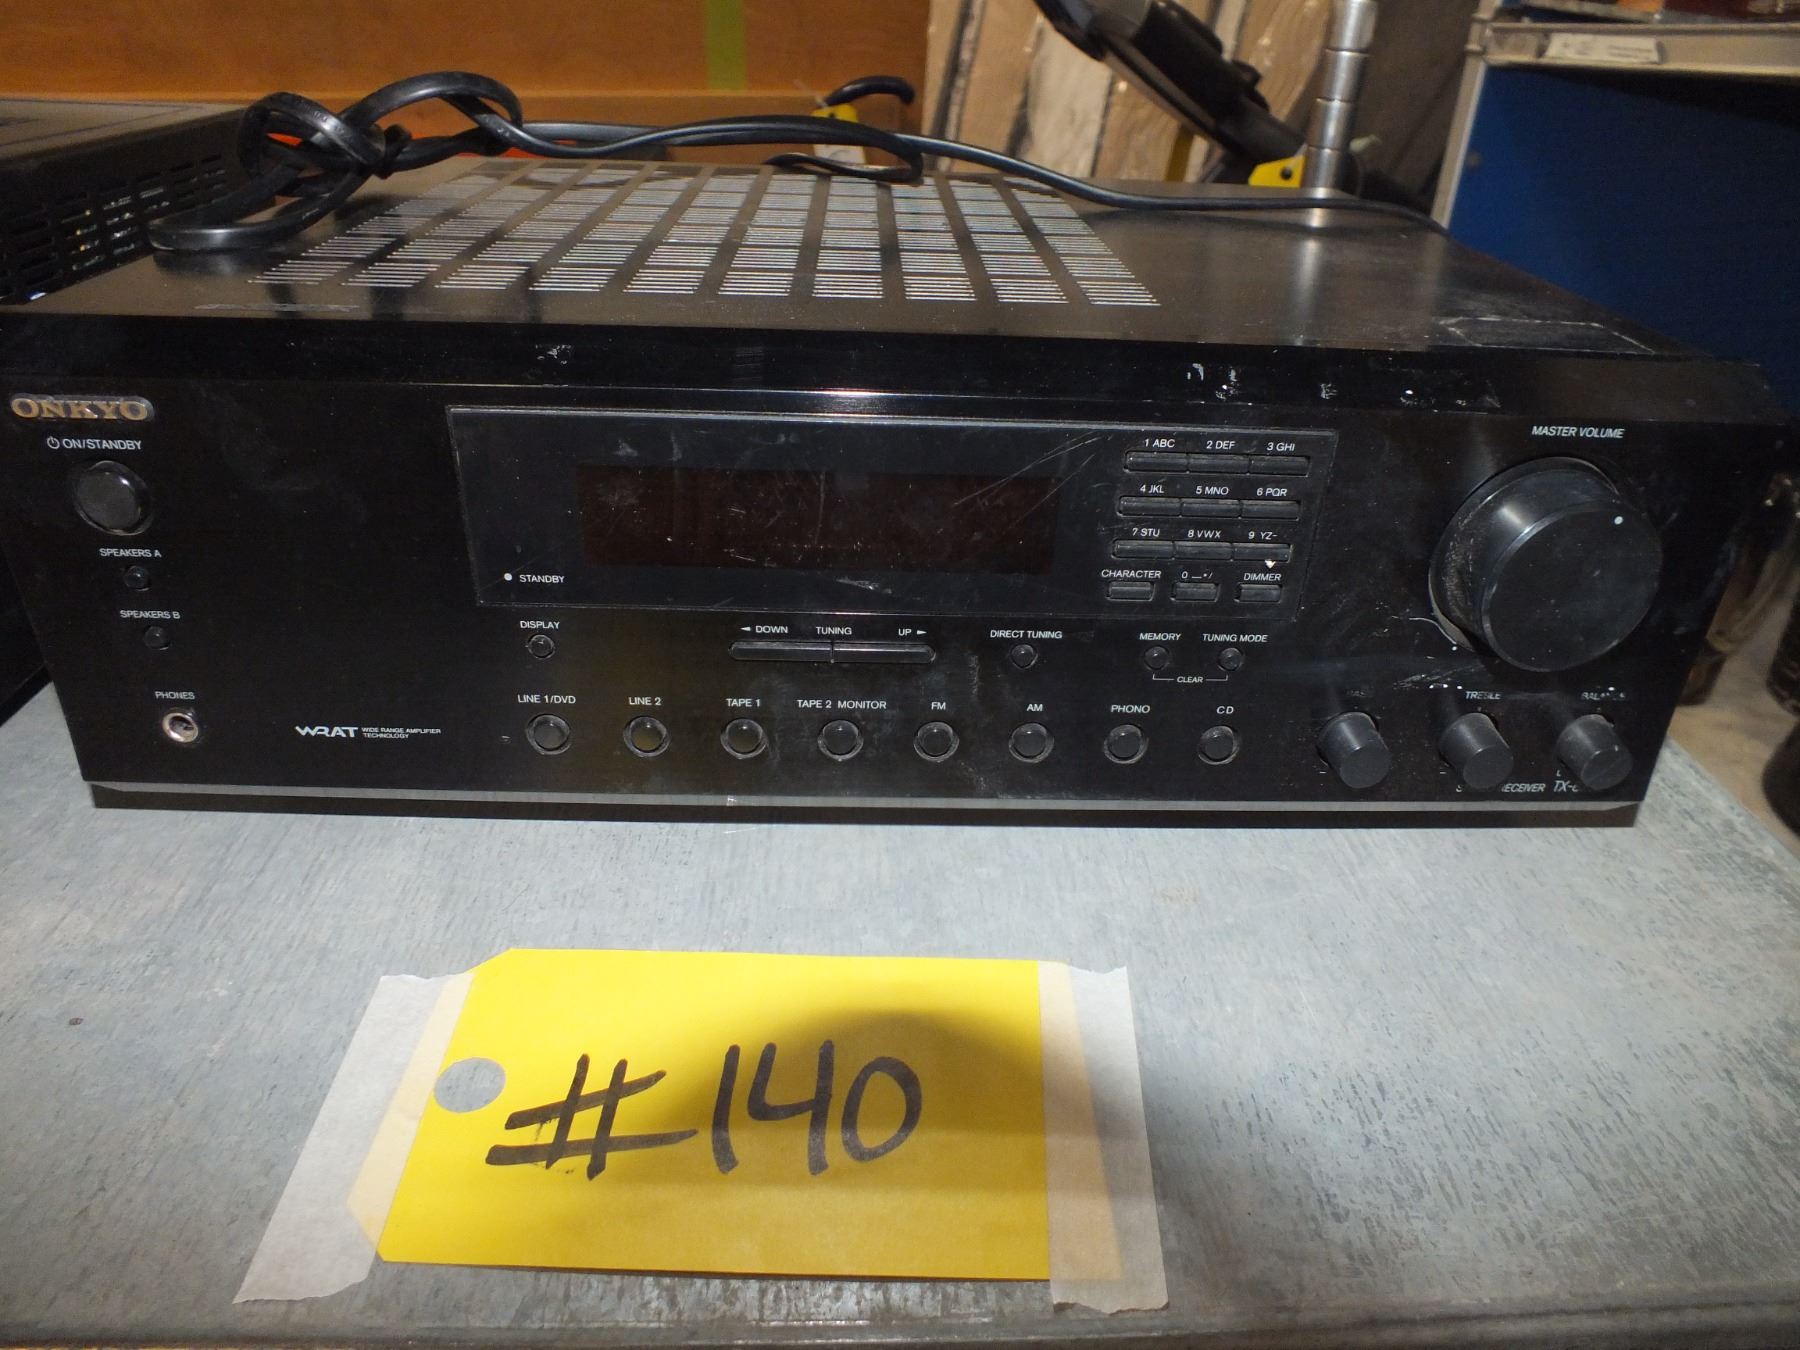 ONKYO
ON/STANDBY
MASTER VOLUME
1 ABC 2 DEF 3 GHI
4 JKL 5 MNO 6 PQR
7 STU 8 VWX 9 YZ-
CHARACTER 0 —*/ DIMMER
SPEAKERS A
STANDBY
SPEAKERS B
DISPLAY
◄ DOWN TUNING UP ►
DIRECT TUNING
MEMORY TUNING MODE
CLEAR
PHONES
LINE 1/DVD LINE 2 TAPE 1 TAPE 2 MONITOR FM AM PHONO CD
TREBLE
WRAT WIDE RANGE AMPLIFIER
TECHNOLOGY
#140